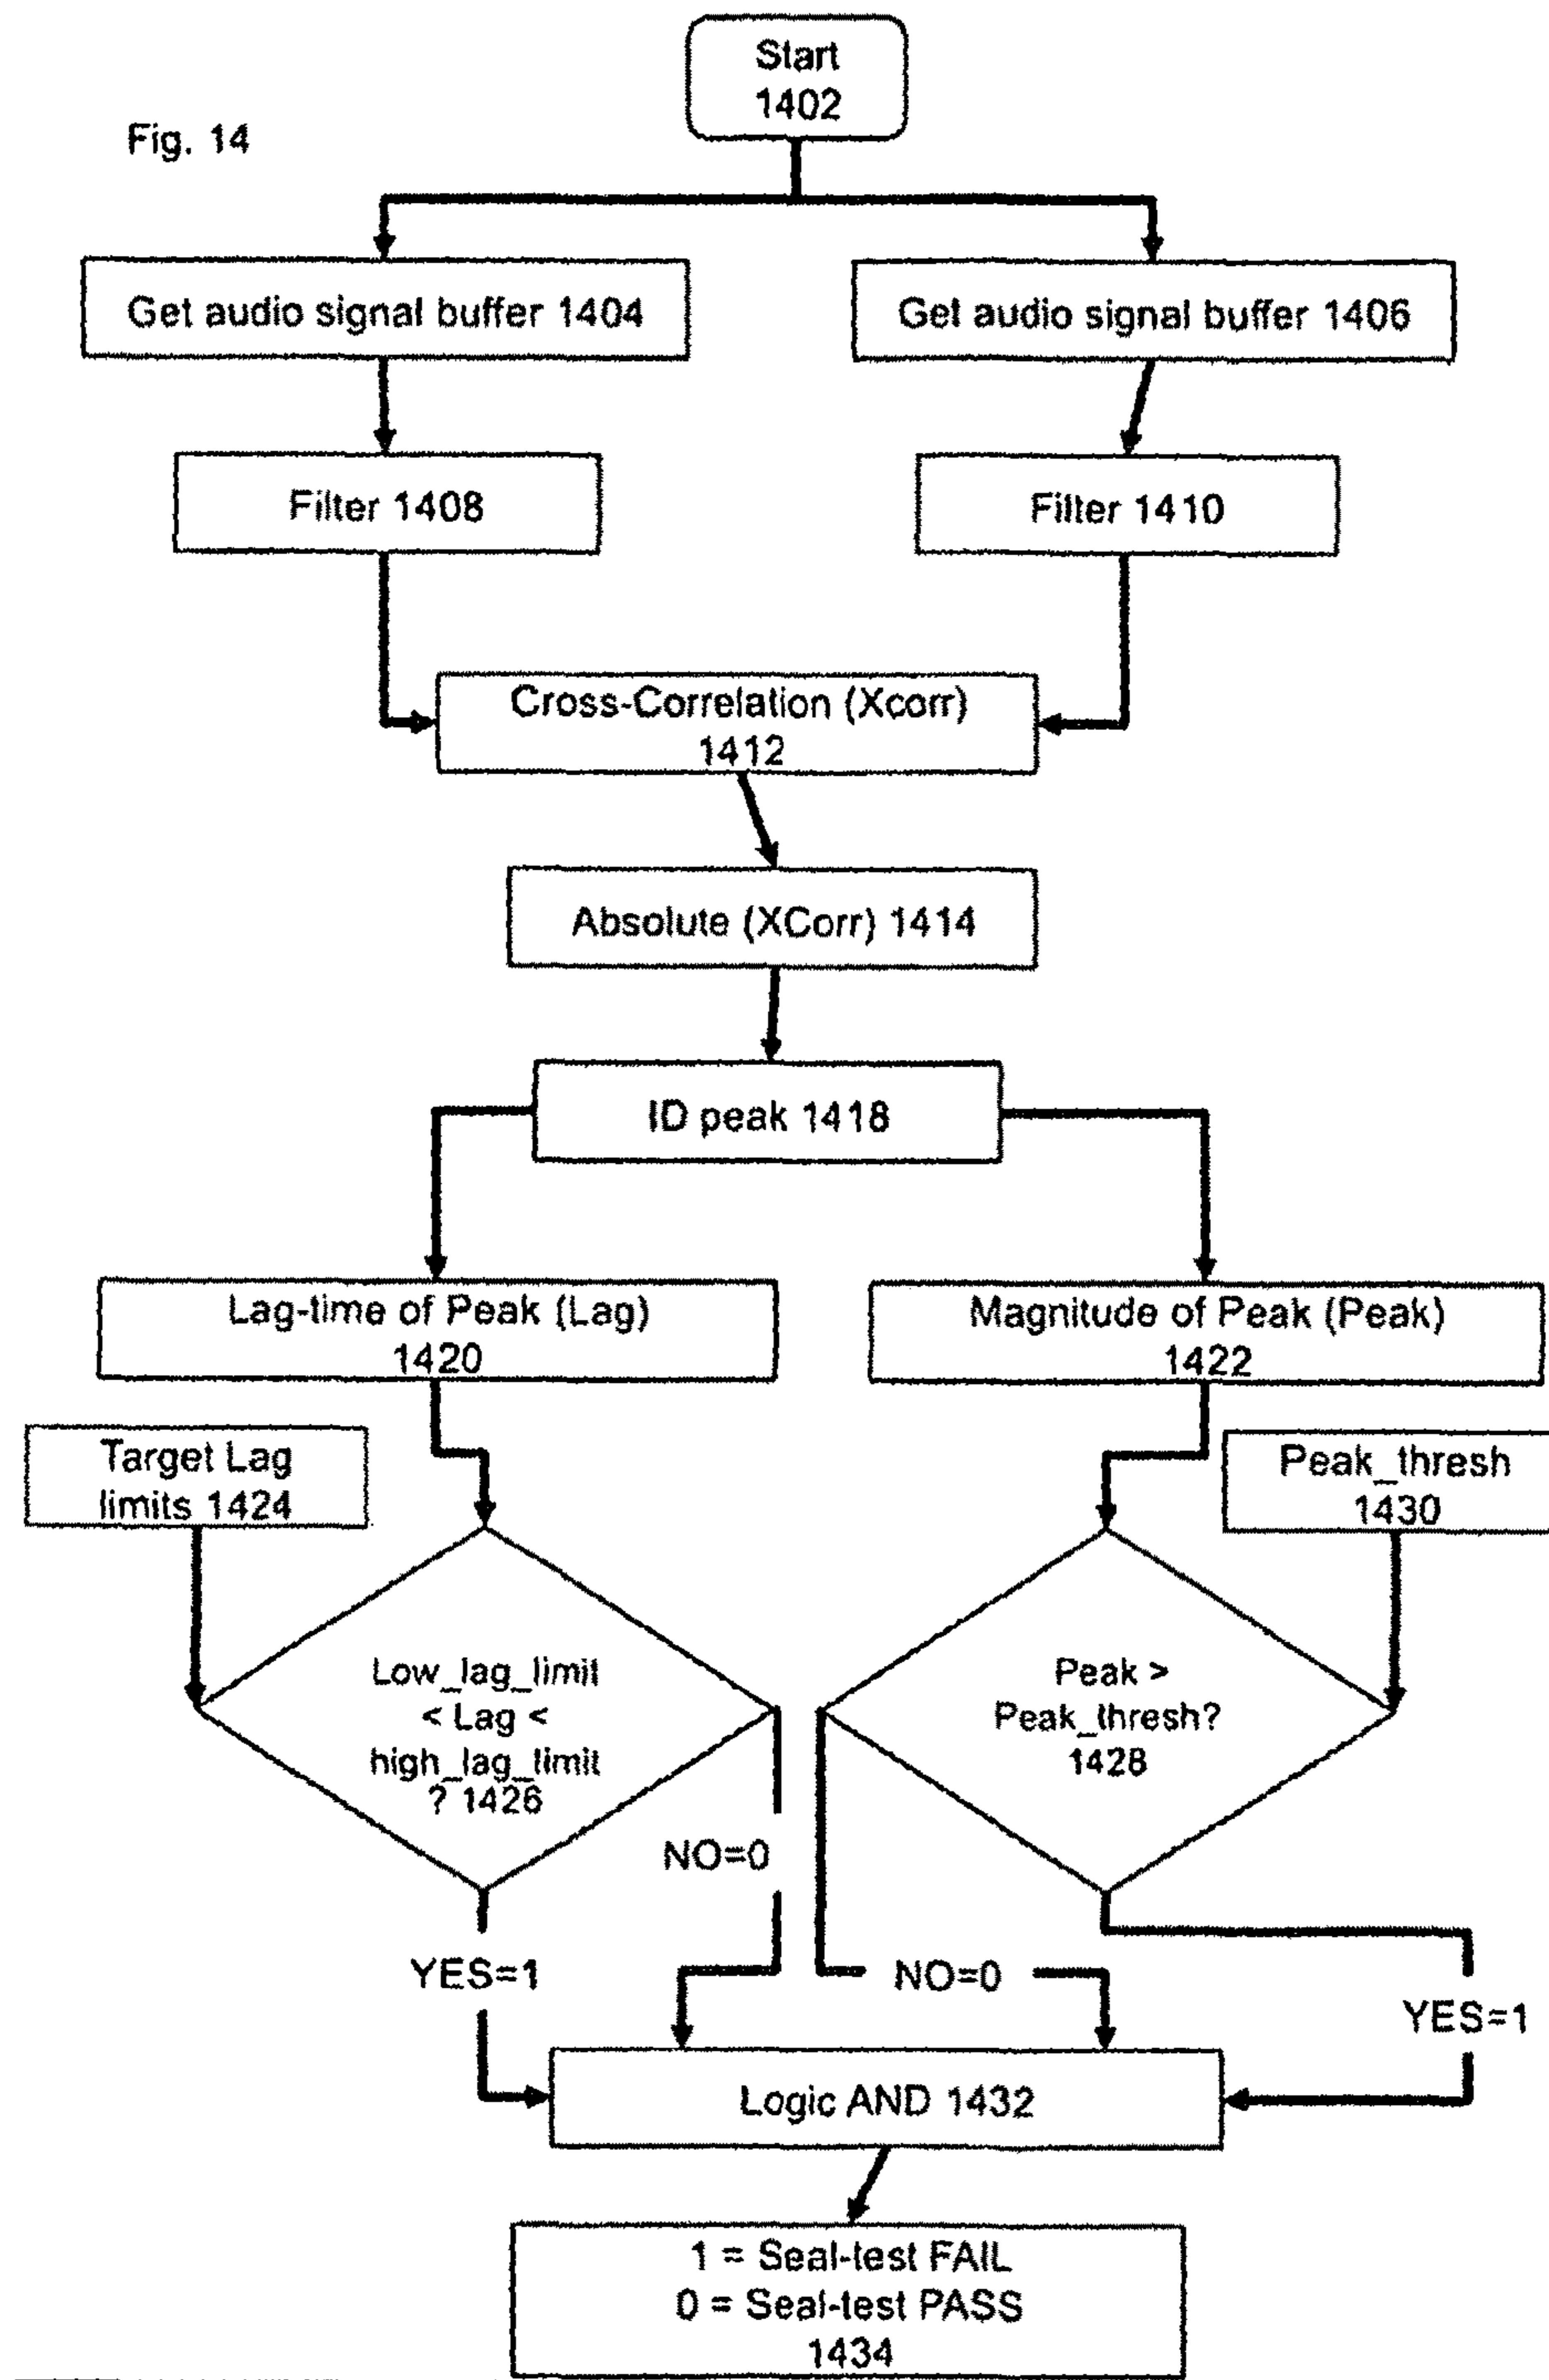 Start
1402
Fig. 14
Get audio signal buffer 1404
Get audio signal buffer 1406
Filter 1408
Filter 1410
Cross-Correlation (Xcorr)
1412
Absolute (XCorr) 1414
ID peak 1418
Lag-time of Peak (Lag)
1420
Magnitude of Peak (Peak)
1422
Target Lag
limits 1424
Peak_thresh
1430
Low_lag_limit
< Lag <
high_lag_limit
? 1426
Peak >
Peak_thresh?
1428
NO=0
YES=1
NO=0
YES=1
Logic AND 1432
1 = Seal-test FAIL
0 = Seal-test PASS
1434